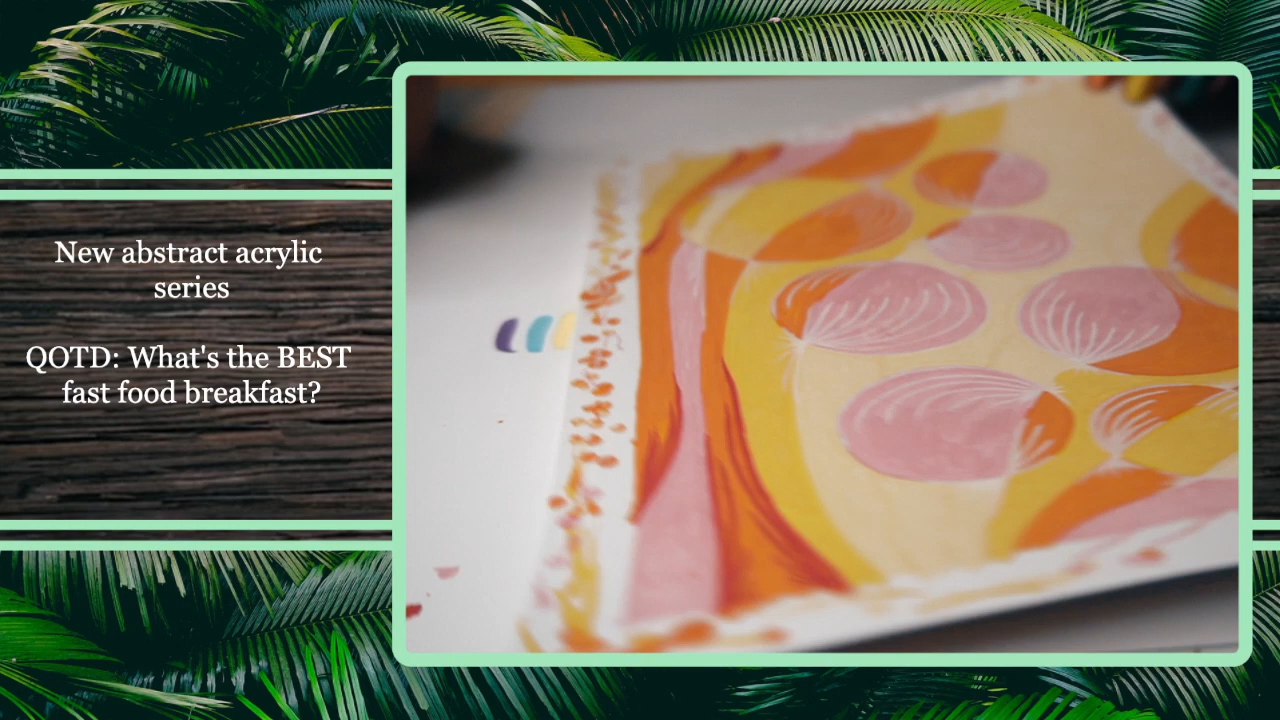 New abstract acrylic
series
QOTD: What's the BEST
fast food breakfast?